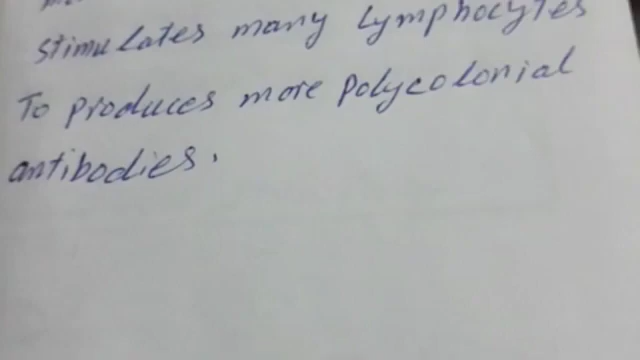 stimulates many lymphocytes
To produces more polycolonial
antibodies.